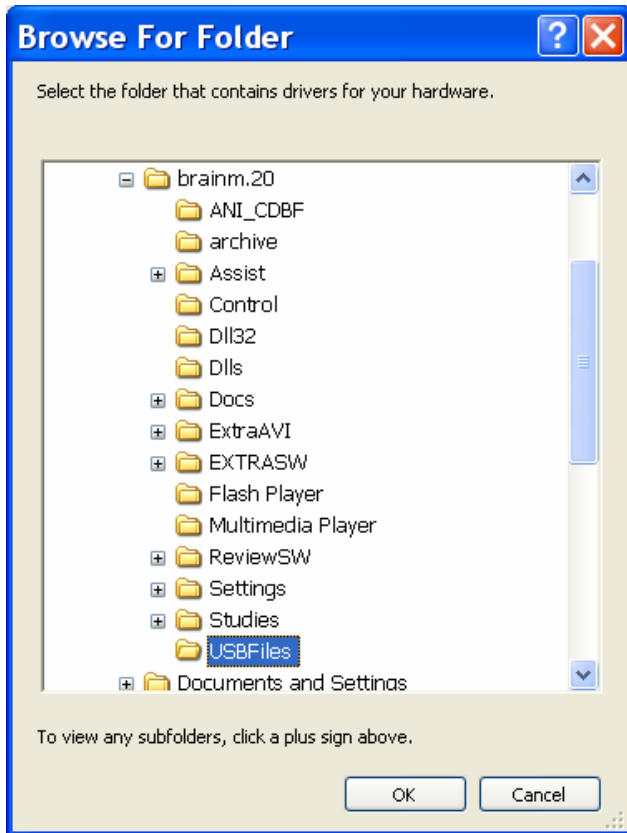 Browse For Folder
Select the folder that contains drivers for your hardware.
brainm.20
ANI_CDBF
archive
Assist
Control
Dll32
Dlls
Docs
ExtraAVI
EXTRASW
Flash Player
Multimedia Player
ReviewSW
Settings
Studies
USBFiles
Documents and Settings
To view any subfolders, click a plus sign above.
OK Cancel